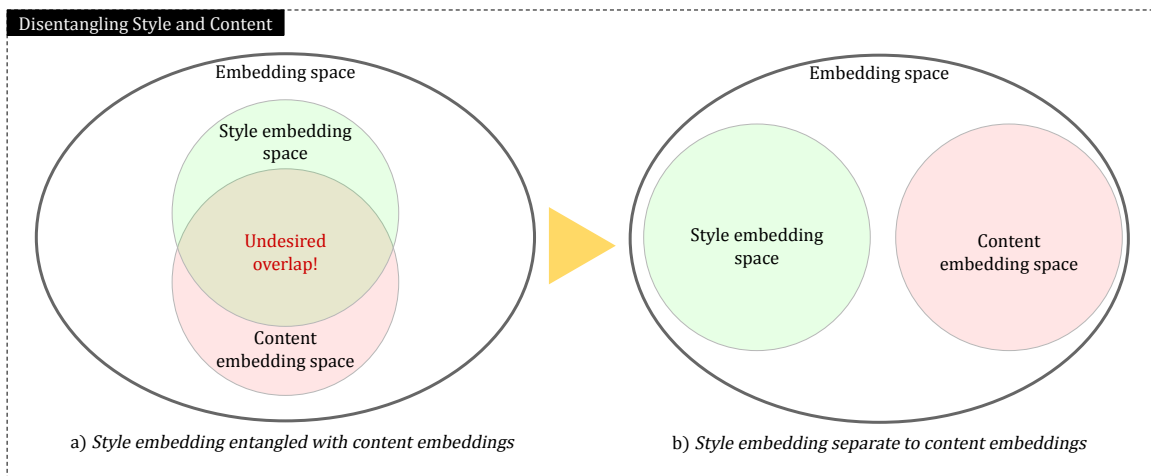 Disentangling Style and Content
Embedding space
Style embedding
space
Undesired
overlap!
Content
embedding space
a) Style embedding entangled with content embeddings
Embedding space
Style embedding
space
Content
embedding space
b) Style embedding separate to content embeddings